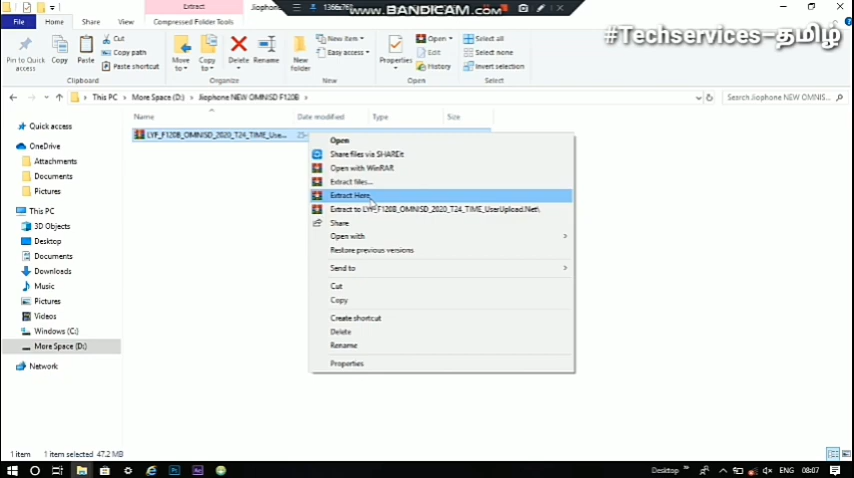 Extract
Jiophone
1366x768
www.BANDICAM.com
File
Home
Share
View
Compressed Folder Tools
#Techservices-தமிழ்
Pin to Quick access
Copy
Paste
Cut
Copy path
Paste shortcut
Move to
Copy to
Delete
Rename
New folder
New item
Easy access
Properties
Open
Edit
History
Select all
Select none
Invert selection
Clipboard
Organize
New
Open
Select
This PC
More Space (D:)
Jiophone NEW OMNISD F120B
Search Jiophone NEW OMNIS...
Name
Date modified
Type
Size
LYF_F120B_OMNISD_2020_T24_TIME_Use...
25-
Quick access
OneDrive
Attachments
Documents
Pictures
This PC
3D Objects
Desktop
Documents
Downloads
Music
Pictures
Videos
Windows (C:)
More Space (D:)
Network
Open
Share files via SHAREit
Open with WinRAR
Extract files...
Extract Here
Extract to LYF_F120B_OMNISD_2020_T24_TIME_UserUpload.Net\
Share
Open with
Restore previous versions
Send to
Cut
Copy
Create shortcut
Delete
Rename
Properties
1 item
1 item selected
47.2 MB
Desktop
ENG
08:07